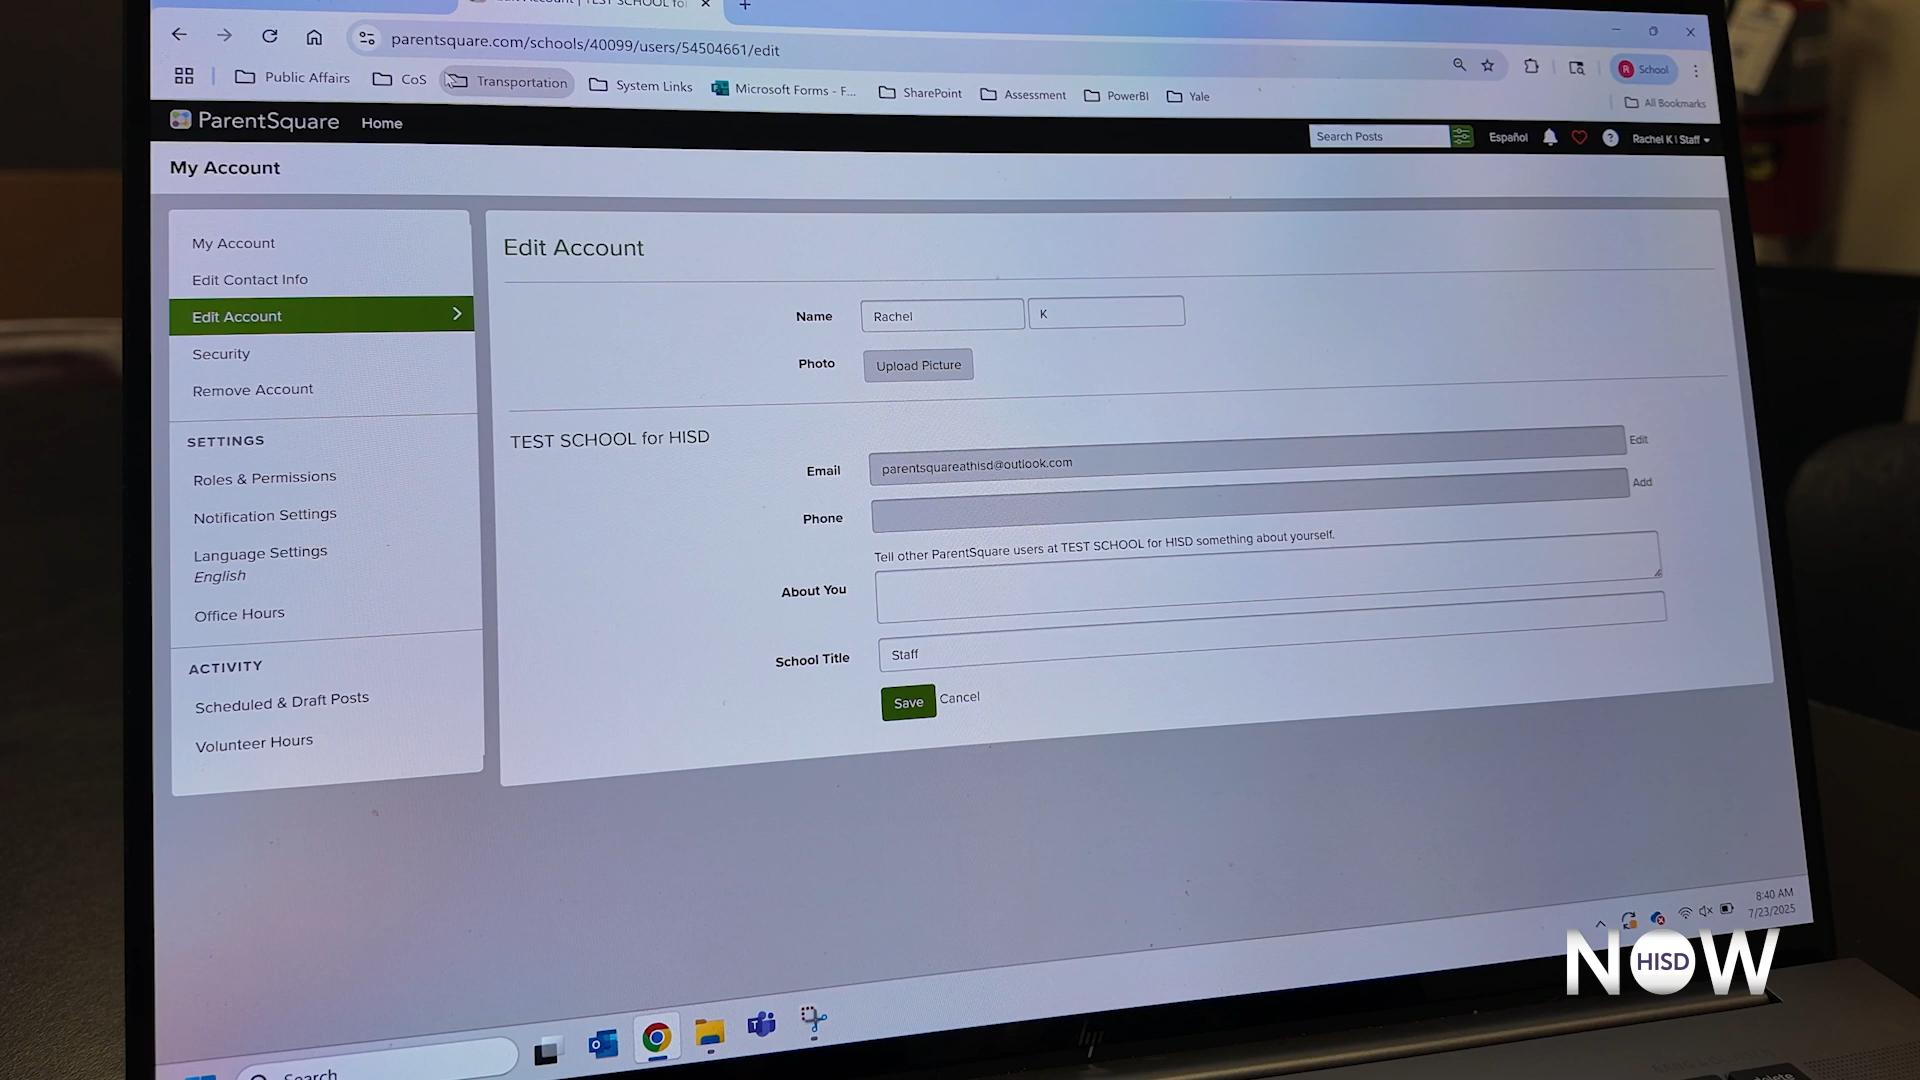 parentsquare.com/schools/40099/users/54504661/edit
School
Public Affairs CoS Transportation System Links Microsoft Forms - F... SharePoint Assessment PowerBI Yale
All Bookmarks
ParentSquare Home
Search Posts Español Rachel K | Staff
My Account
My Account
Edit Contact Info
Edit Account
Security
Remove Account
SETTINGS
Roles & Permissions
Notification Settings
Language Settings
English
Office Hours
ACTIVITY
Scheduled & Draft Posts
Volunteer Hours
Edit Account
Name Rachel K
Photo Upload Picture
TEST SCHOOL for HISD
Email parentsquareathisd@outlook.com Edit
Phone Add
Tell other ParentSquare users at TEST SCHOOL for HISD something about yourself.
About You
School Title Staff
Save Cancel
8:40 AM
7/23/2025
NOW
HISD
Search
hp
delete